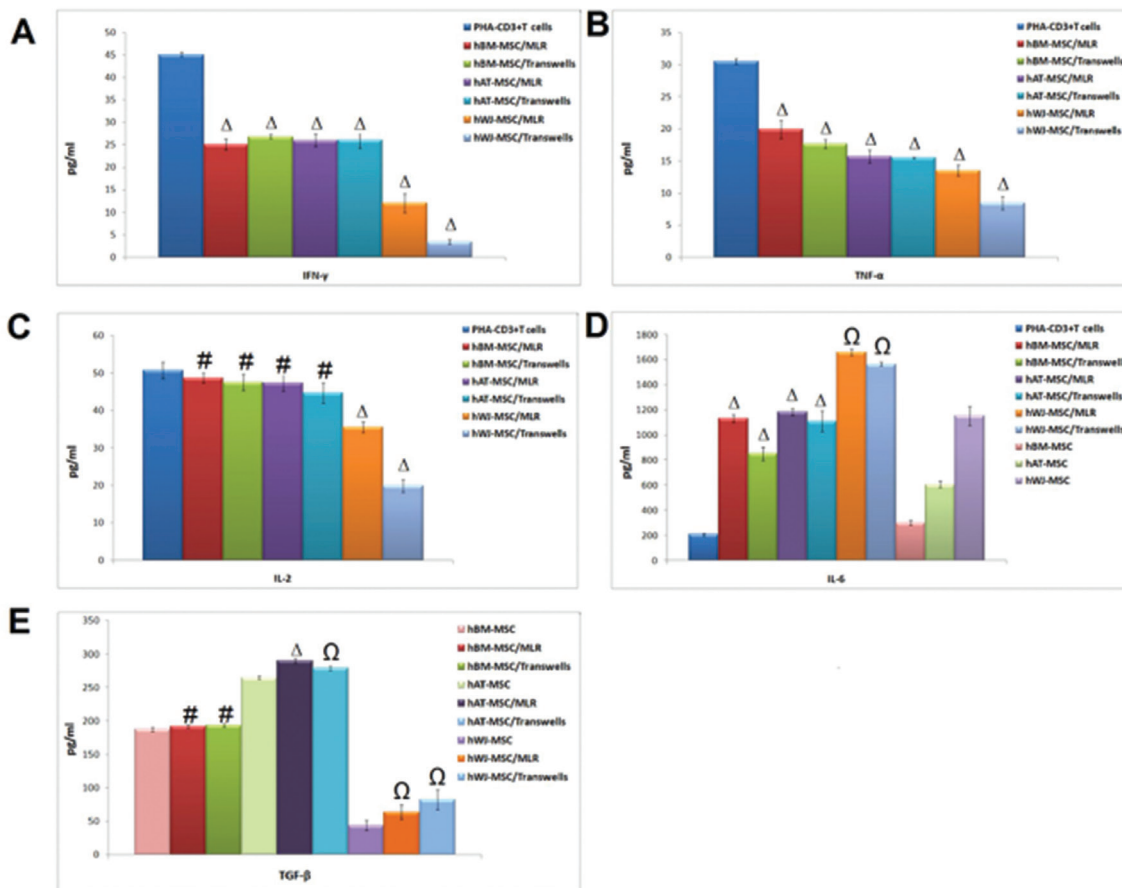 A
50
45
40
35
30
25
20
15
10
5
0
pg/ml
Δ Δ Δ Δ Δ Δ
IFN-γ
PHA-CD3+T cells
hBM-MSC/MLR
hBM-MSC/Transwells
hAT-MSC/MLR
hAT-MSC/Transwells
hWJ-MSC/MLR
hWJ-MSC/Transwells
B
35
30
25
20
15
10
5
0
pg/ml
Δ Δ Δ Δ Δ Δ
TNF-α
PHA-CD3+T cells
hBM-MSC/MLR
hBM-MSC/Transwells
hAT-MSC/MLR
hAT-MSC/Transwells
hWJ-MSC/MLR
hWJ-MSC/Transwells
C
60
50
40
30
20
10
0
pg/ml
# # # # Δ Δ
IL-2
PHA-CD3+T cells
hBM-MSC/MLR
hBM-MSC/Transwells
hAT-MSC/MLR
hAT-MSC/Transwells
hWJ-MSC/MLR
hWJ-MSC/Transwells
D
1800
1600
1400
1200
1000
800
600
400
200
0
pg/ml
Δ Δ Δ Δ Ω Ω
IL-6
PHA-CD3+T cells
hBM-MSC/MLR
hBM-MSC/Transwells
hAT-MSC/MLR
hAT-MSC/Transwells
hWJ-MSC/MLR
hWJ-MSC/Transwells
hBM-MSC
hAT-MSC
hWJ-MSC
E
350
300
250
200
150
100
50
0
pg/ml
# # Δ Ω Ω Ω
TGF-β
hBM-MSC
hBM-MSC/MLR
hBM-MSC/Transwells
hAT-MSC
hAT-MSC/MLR
hAT-MSC/Transwells
hWJ-MSC
hWJ-MSC/MLR
hWJ-MSC/Transwells